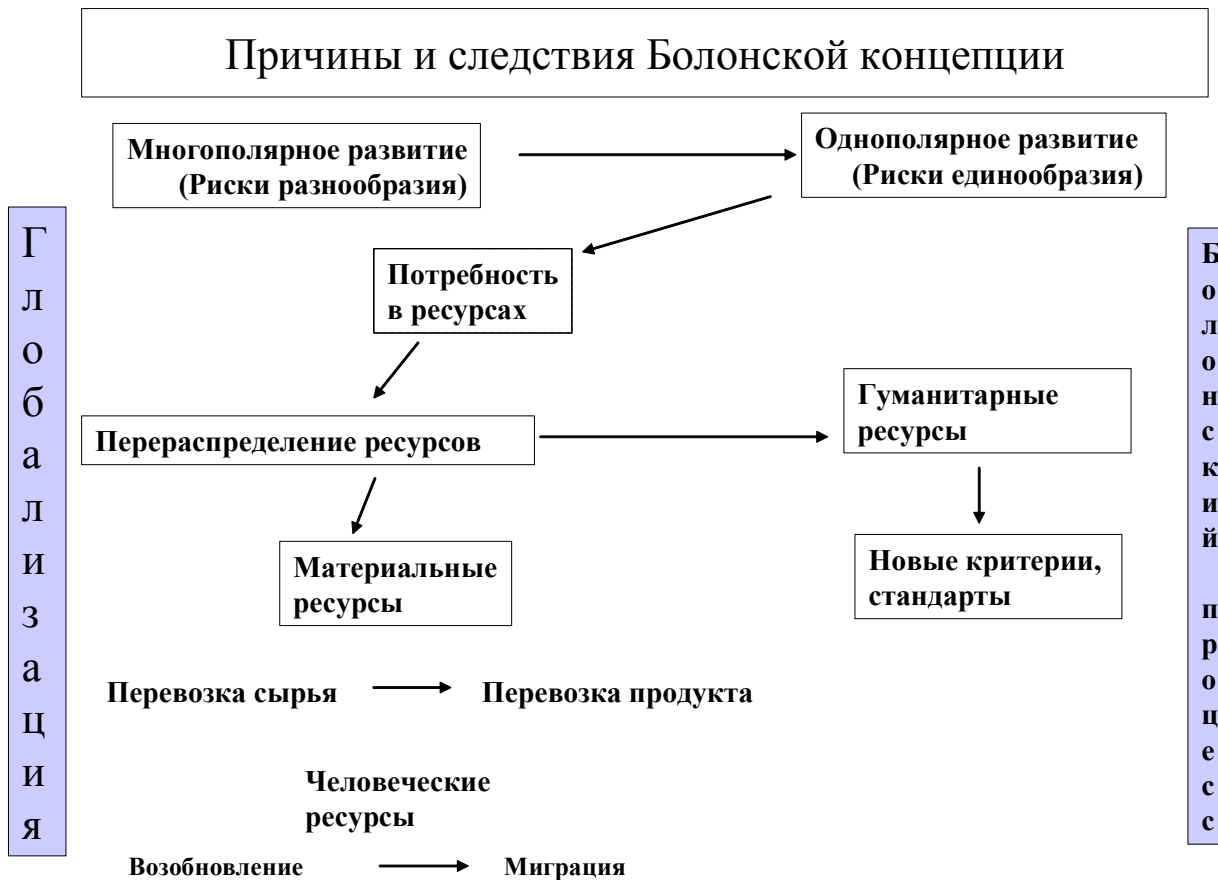 Причины и следствия Болонской концепции
Многополярное развитие
(Риски разнообразия)
Однополярное развитие
(Риски единообразия)
Глобализация
Болонский процесс
Потребность
в ресурсах
Перераспределение ресурсов
Гуманитарные
ресурсы
Материальные
ресурсы
Новые критерии,
стандарты
Перевозка сырья
Перевозка продукта
Человеческие
ресурсы
Возобновление
Миграция